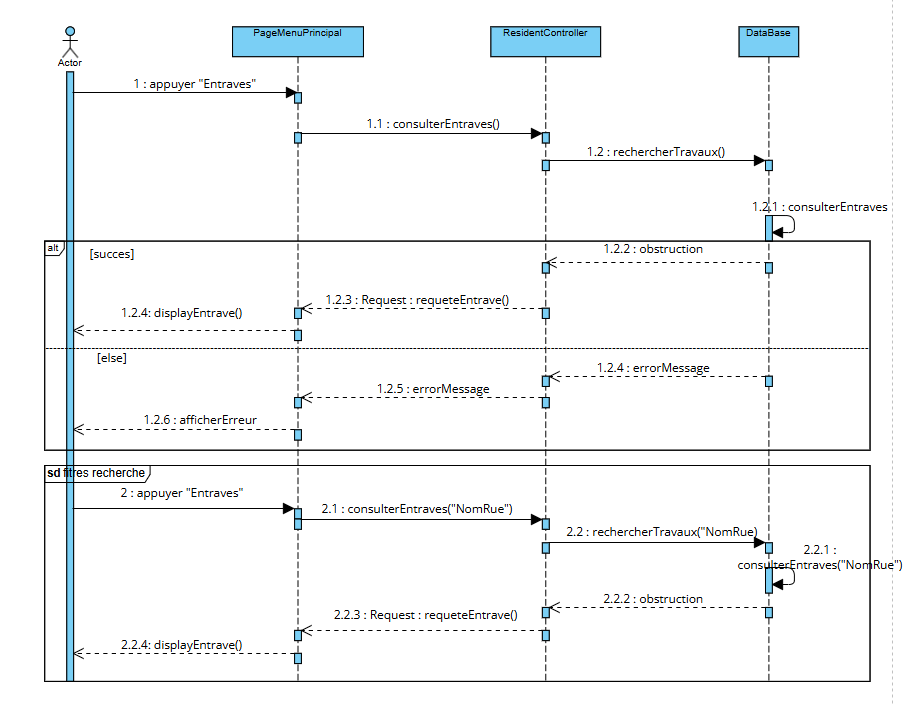 PageMenuPrincipal
ResidentController
DataBase
Actor
1 : appuyer "Entraves"
1.1 : consulterEntraves()
1.2 : rechercherTravaux()
1.2.1 : consulterEntraves
alt
[succes]
1.2.2 : obstruction
1.2.3 : Request : requeteEntrave()
1.2.4: displayEntrave()
[else]
1.2.4 : errorMessage
1.2.5 : errorMessage
1.2.6 : afficherErreur
sd fitres recherche
2 : appuyer "Entraves"
2.1 : consulterEntraves("NomRue")
2.2 : rechercherTravaux("NomRue)
2.2.1 :
consulterEntraves("NomRue")
2.2.2 : obstruction
2.2.3 : Request : requeteEntrave()
2.2.4: displayEntrave()